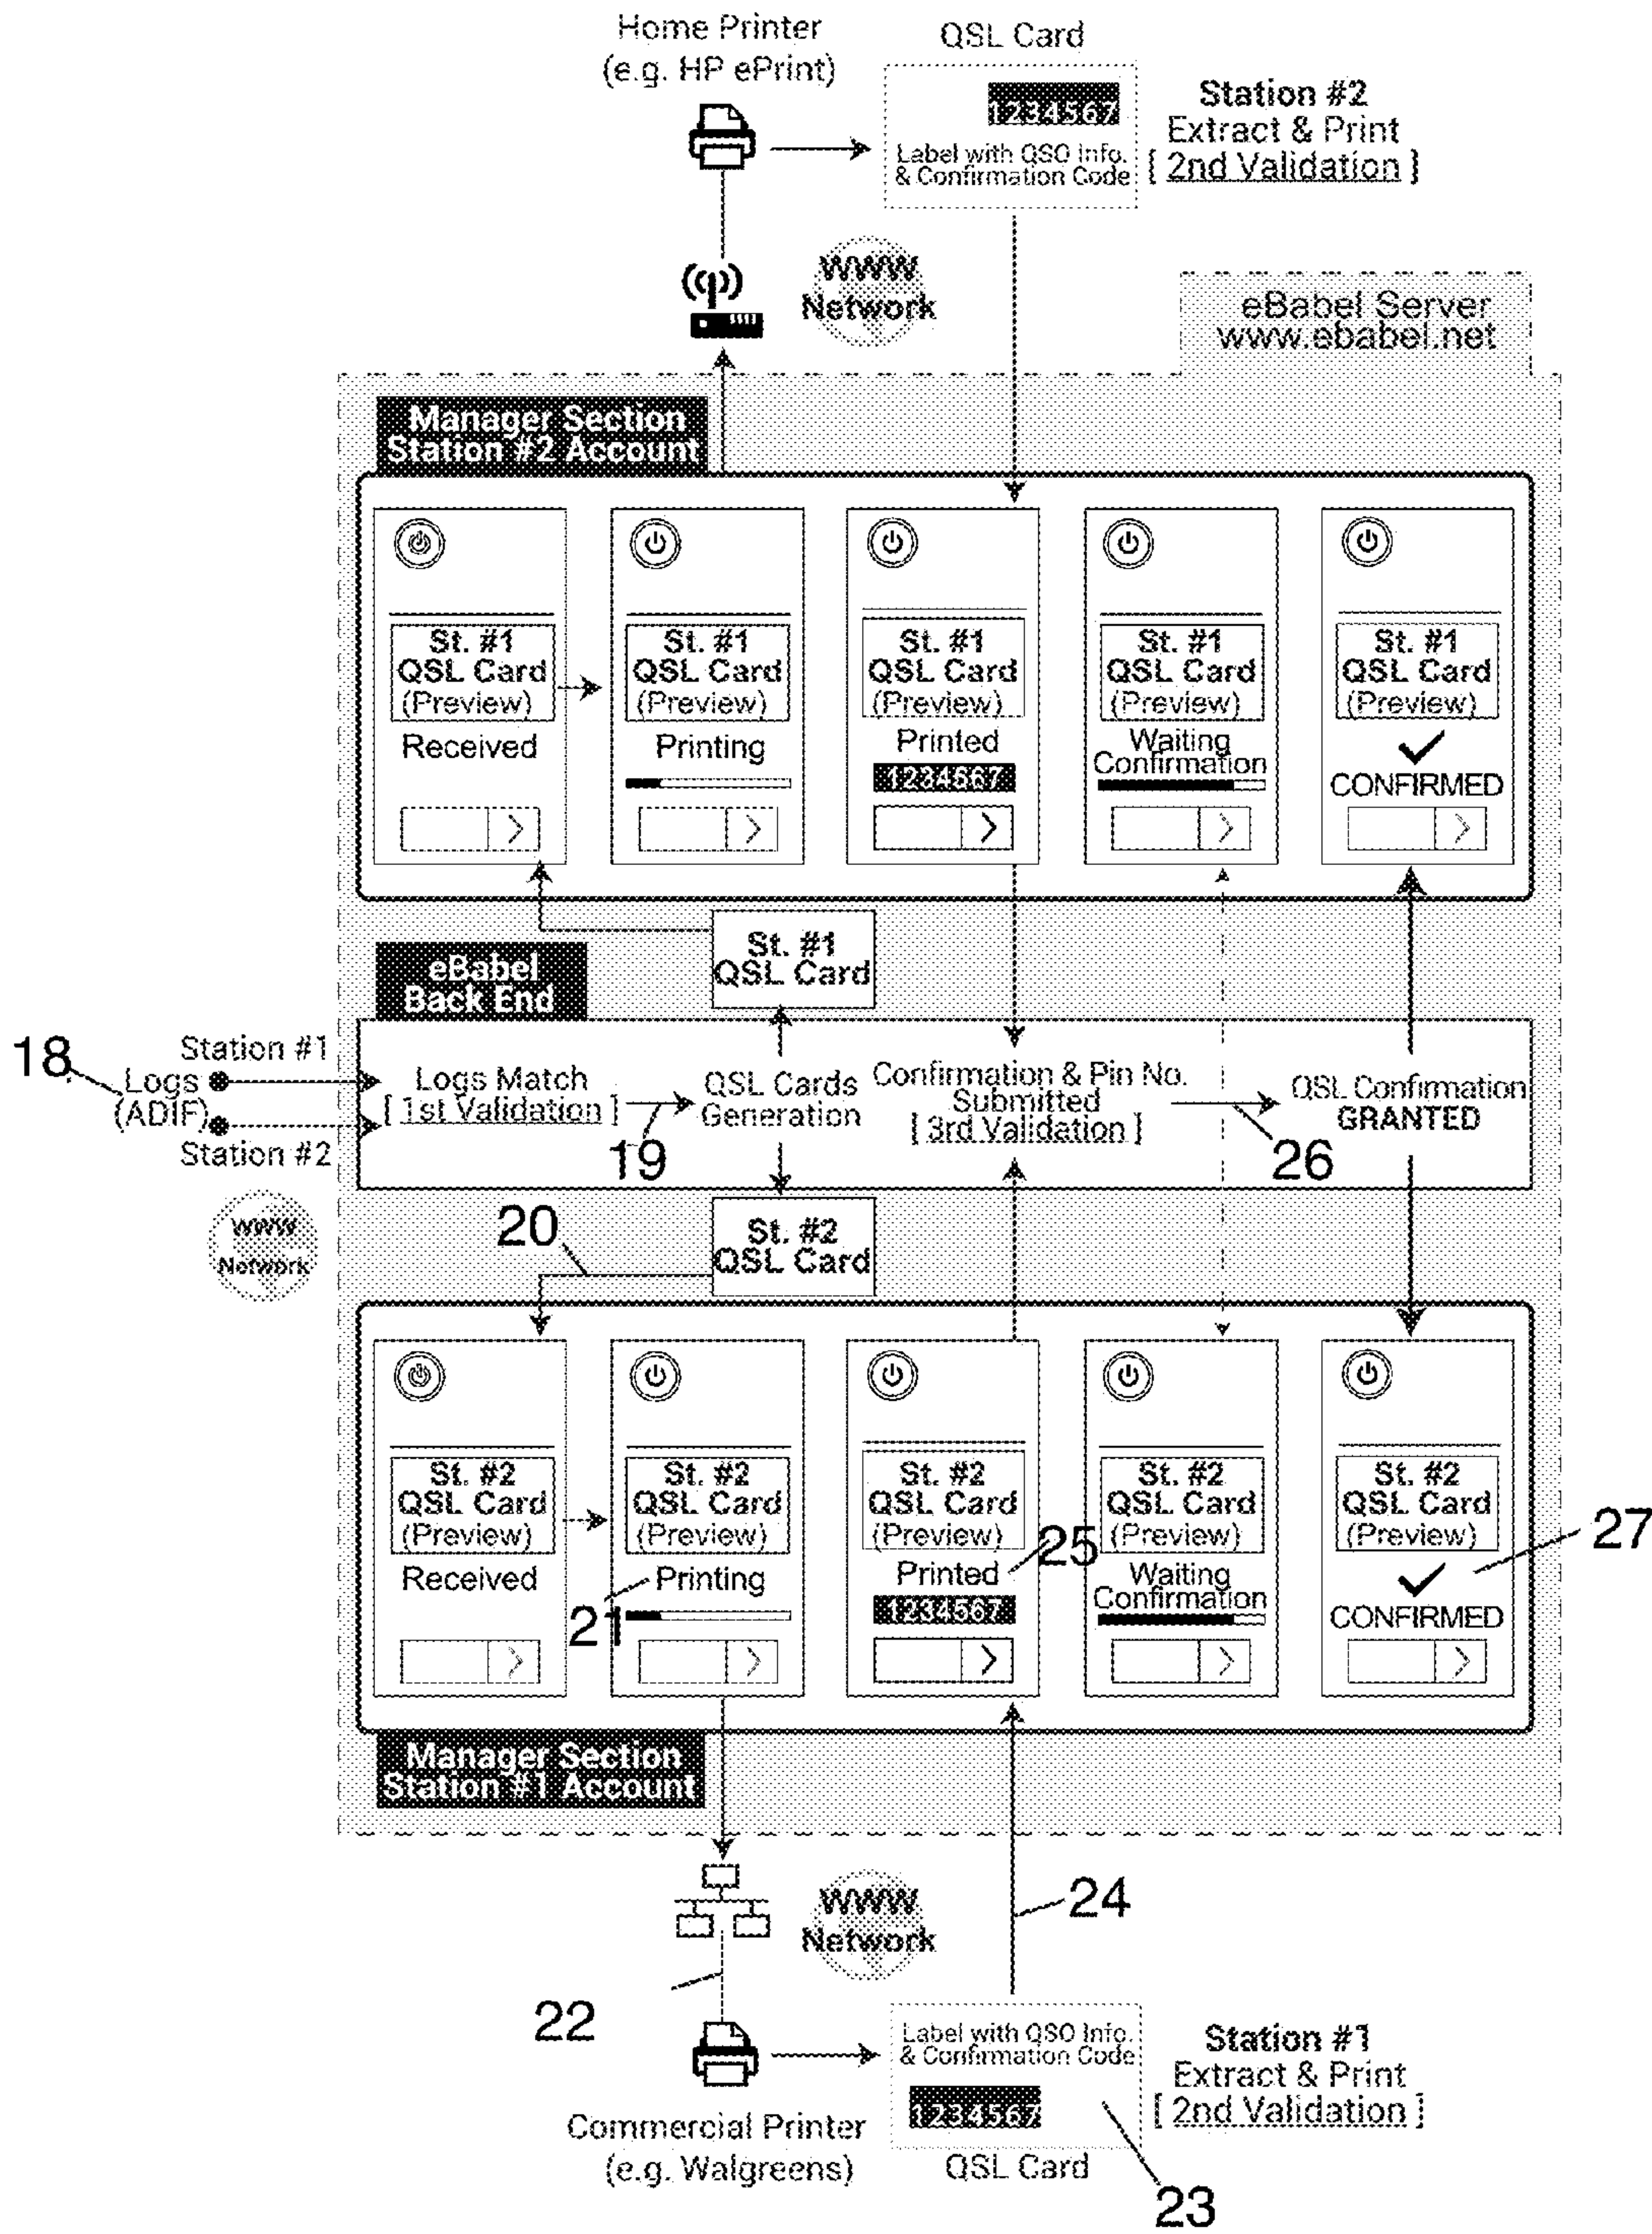 Home Printer
(e.g. HP ePrint)
QSL Card
1234567
Label with QSO Info.
& Confirmation Code
Station #2
Extract & Print
[ 2nd Validation ]
WWW
Network
eBabel Server
www.ebabel.net
Manager Section
Station #2 Account
St. #1
QSL Card
(Preview)
Received
St. #1
QSL Card
(Preview)
Printing
St. #1
QSL Card
(Preview)
Printed
1234567
St. #1
QSL Card
(Preview)
Waiting
Confirmation
St. #1
QSL Card
(Preview)
CONFIRMED
St. #1
QSL Card
eBabel
Back End
18
Station #1
Logs
(ADIF)
Station #2
WWW
Network
Logs Match
[ 1st Validation ]
19
QSL Cards
Generation
Confirmation & Pin No.
Submitted
[ 3rd Validation ]
26
QSL Confirmation
GRANTED
20
St. #2
QSL Card
St. #2
QSL Card
(Preview)
Received
St. #2
QSL Card
(Preview)
Printing
21
St. #2
QSL Card
(Preview)
25
Printed
1234567
St. #2
QSL Card
(Preview)
Waiting
Confirmation
St. #2
QSL Card
(Preview)
27
CONFIRMED
Manager Section
Station #1 Account
WWW
Network
24
22
Label with QSO Info.
& Confirmation Code
1234567
QSL Card
23
Station #1
Extract & Print
[ 2nd Validation ]
Commercial Printer
(e.g. Walgreens)